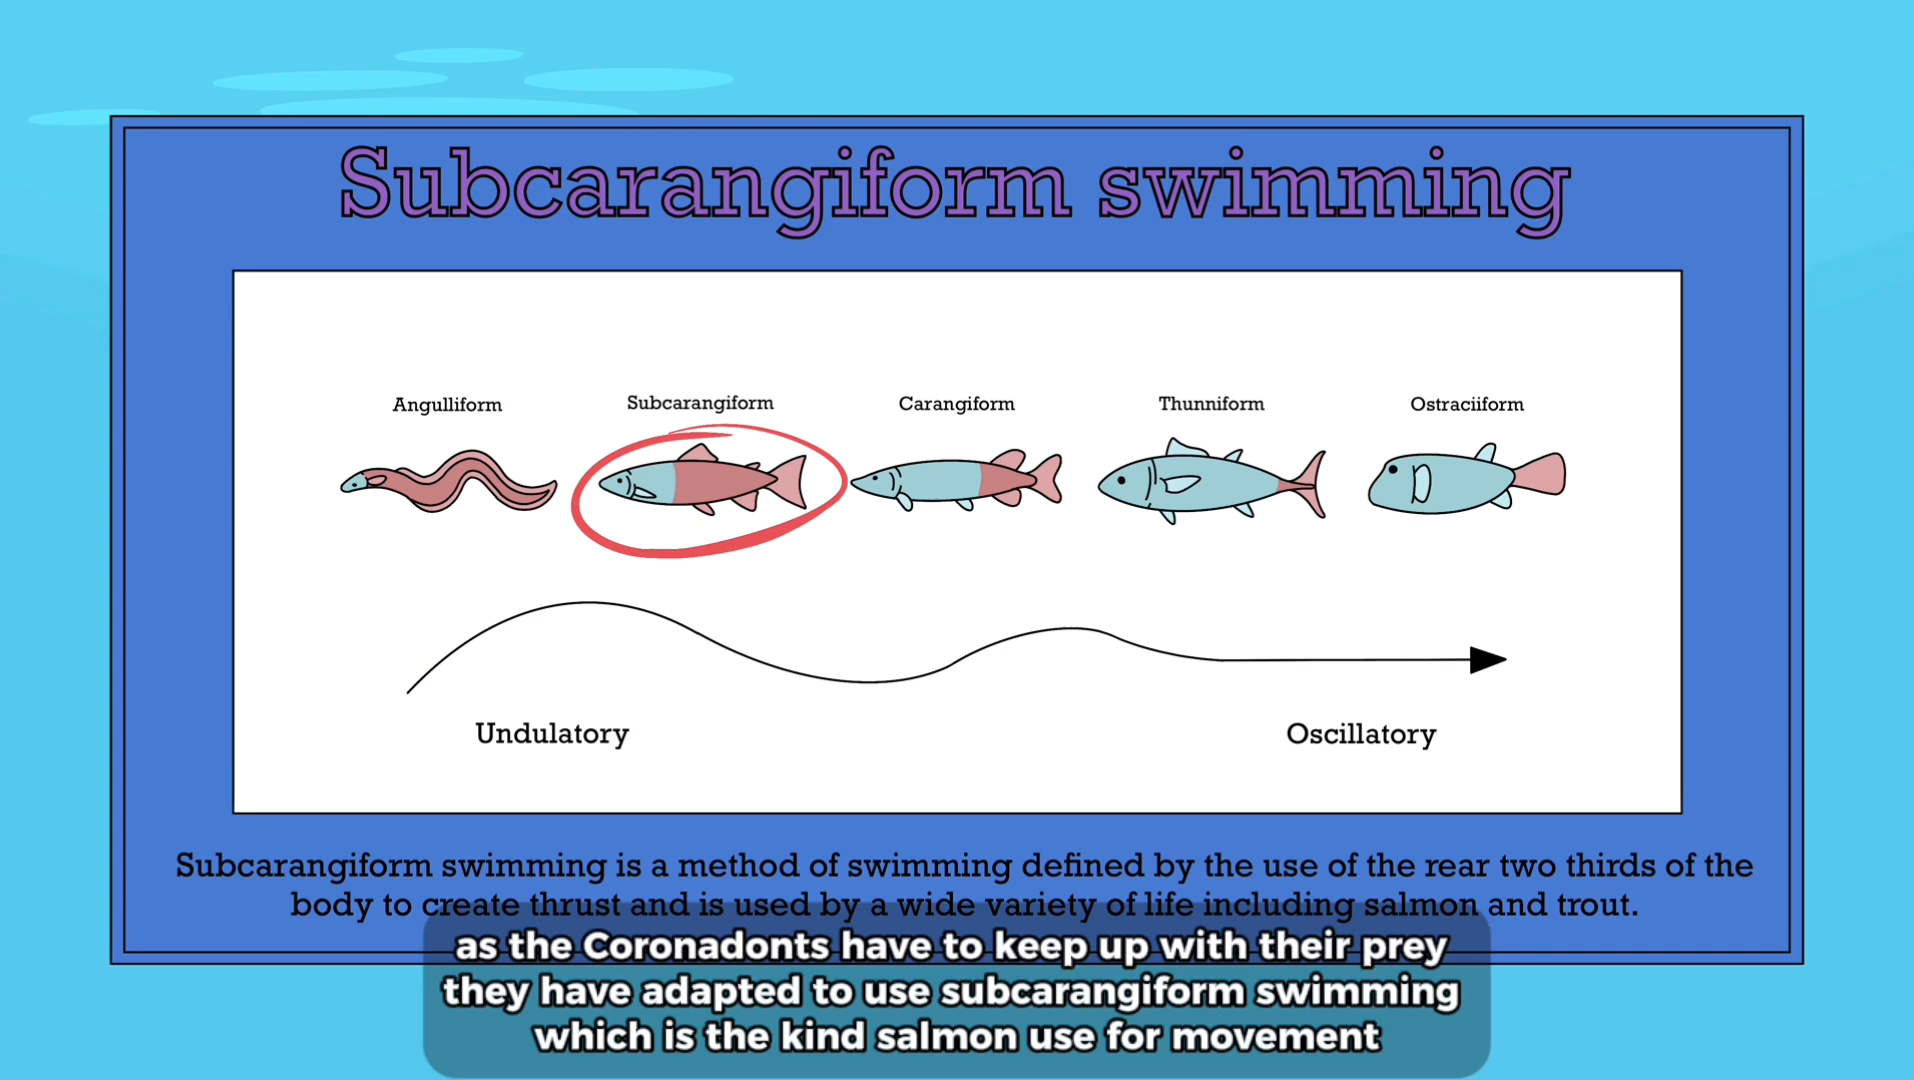 Subcarangiform swimming
Angulliform
Subcarangiform
Carangiform
Thunniform
Ostraciiform
Undulatory
Oscillatory
Subcarangiform swimming is a method of swimming defined by the use of the rear two thirds of the
body to create thrust and is used by a wide variety of life including salmon and trout.
as the Coronadonts have to keep up with their prey
they have adapted to use subcarangiform swimming
which is the kind salmon use for movement